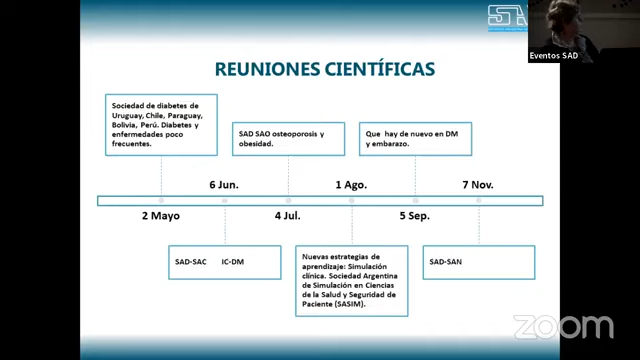 SAD
Eventos SAD
REUNIONES CIENTÍFICAS
Sociedad de diabetes de
Uruguay, Chile, Paraguay,
Bolivia, Perú. Diabetes y
enfermedades poco
frecuentes.
SAD SAO osteoporosis y
obesidad.
Que hay de nuevo en DM
y embarazo.
6 Jun.
1 Ago.
7 Nov.
2 Mayo
4 Jul.
5 Sep.
SAD-SAC IC-DM
Nuevas estrategias de
aprendizaje: Simulación
clínica. Sociedad Argentina
de Simulación en Ciencias
de la Salud y Seguridad de
Paciente (SASIM).
SAD-SAN
zoom